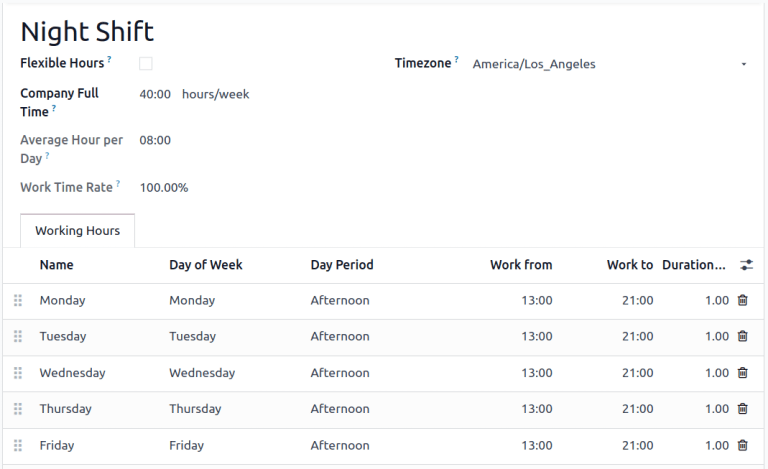 Night Shift
Flexible Hours ?
Timezone ? America/Los_Angeles
Company Full Time ? 40:00 hours/week
Average Hour per Day ? 08:00
Work Time Rate ? 100.00%
Working Hours
Name Day of Week Day Period Work from Work to Duration...
Monday Monday Afternoon 13:00 21:00 1.00
Tuesday Tuesday Afternoon 13:00 21:00 1.00
Wednesday Wednesday Afternoon 13:00 21:00 1.00
Thursday Thursday Afternoon 13:00 21:00 1.00
Friday Friday Afternoon 13:00 21:00 1.00